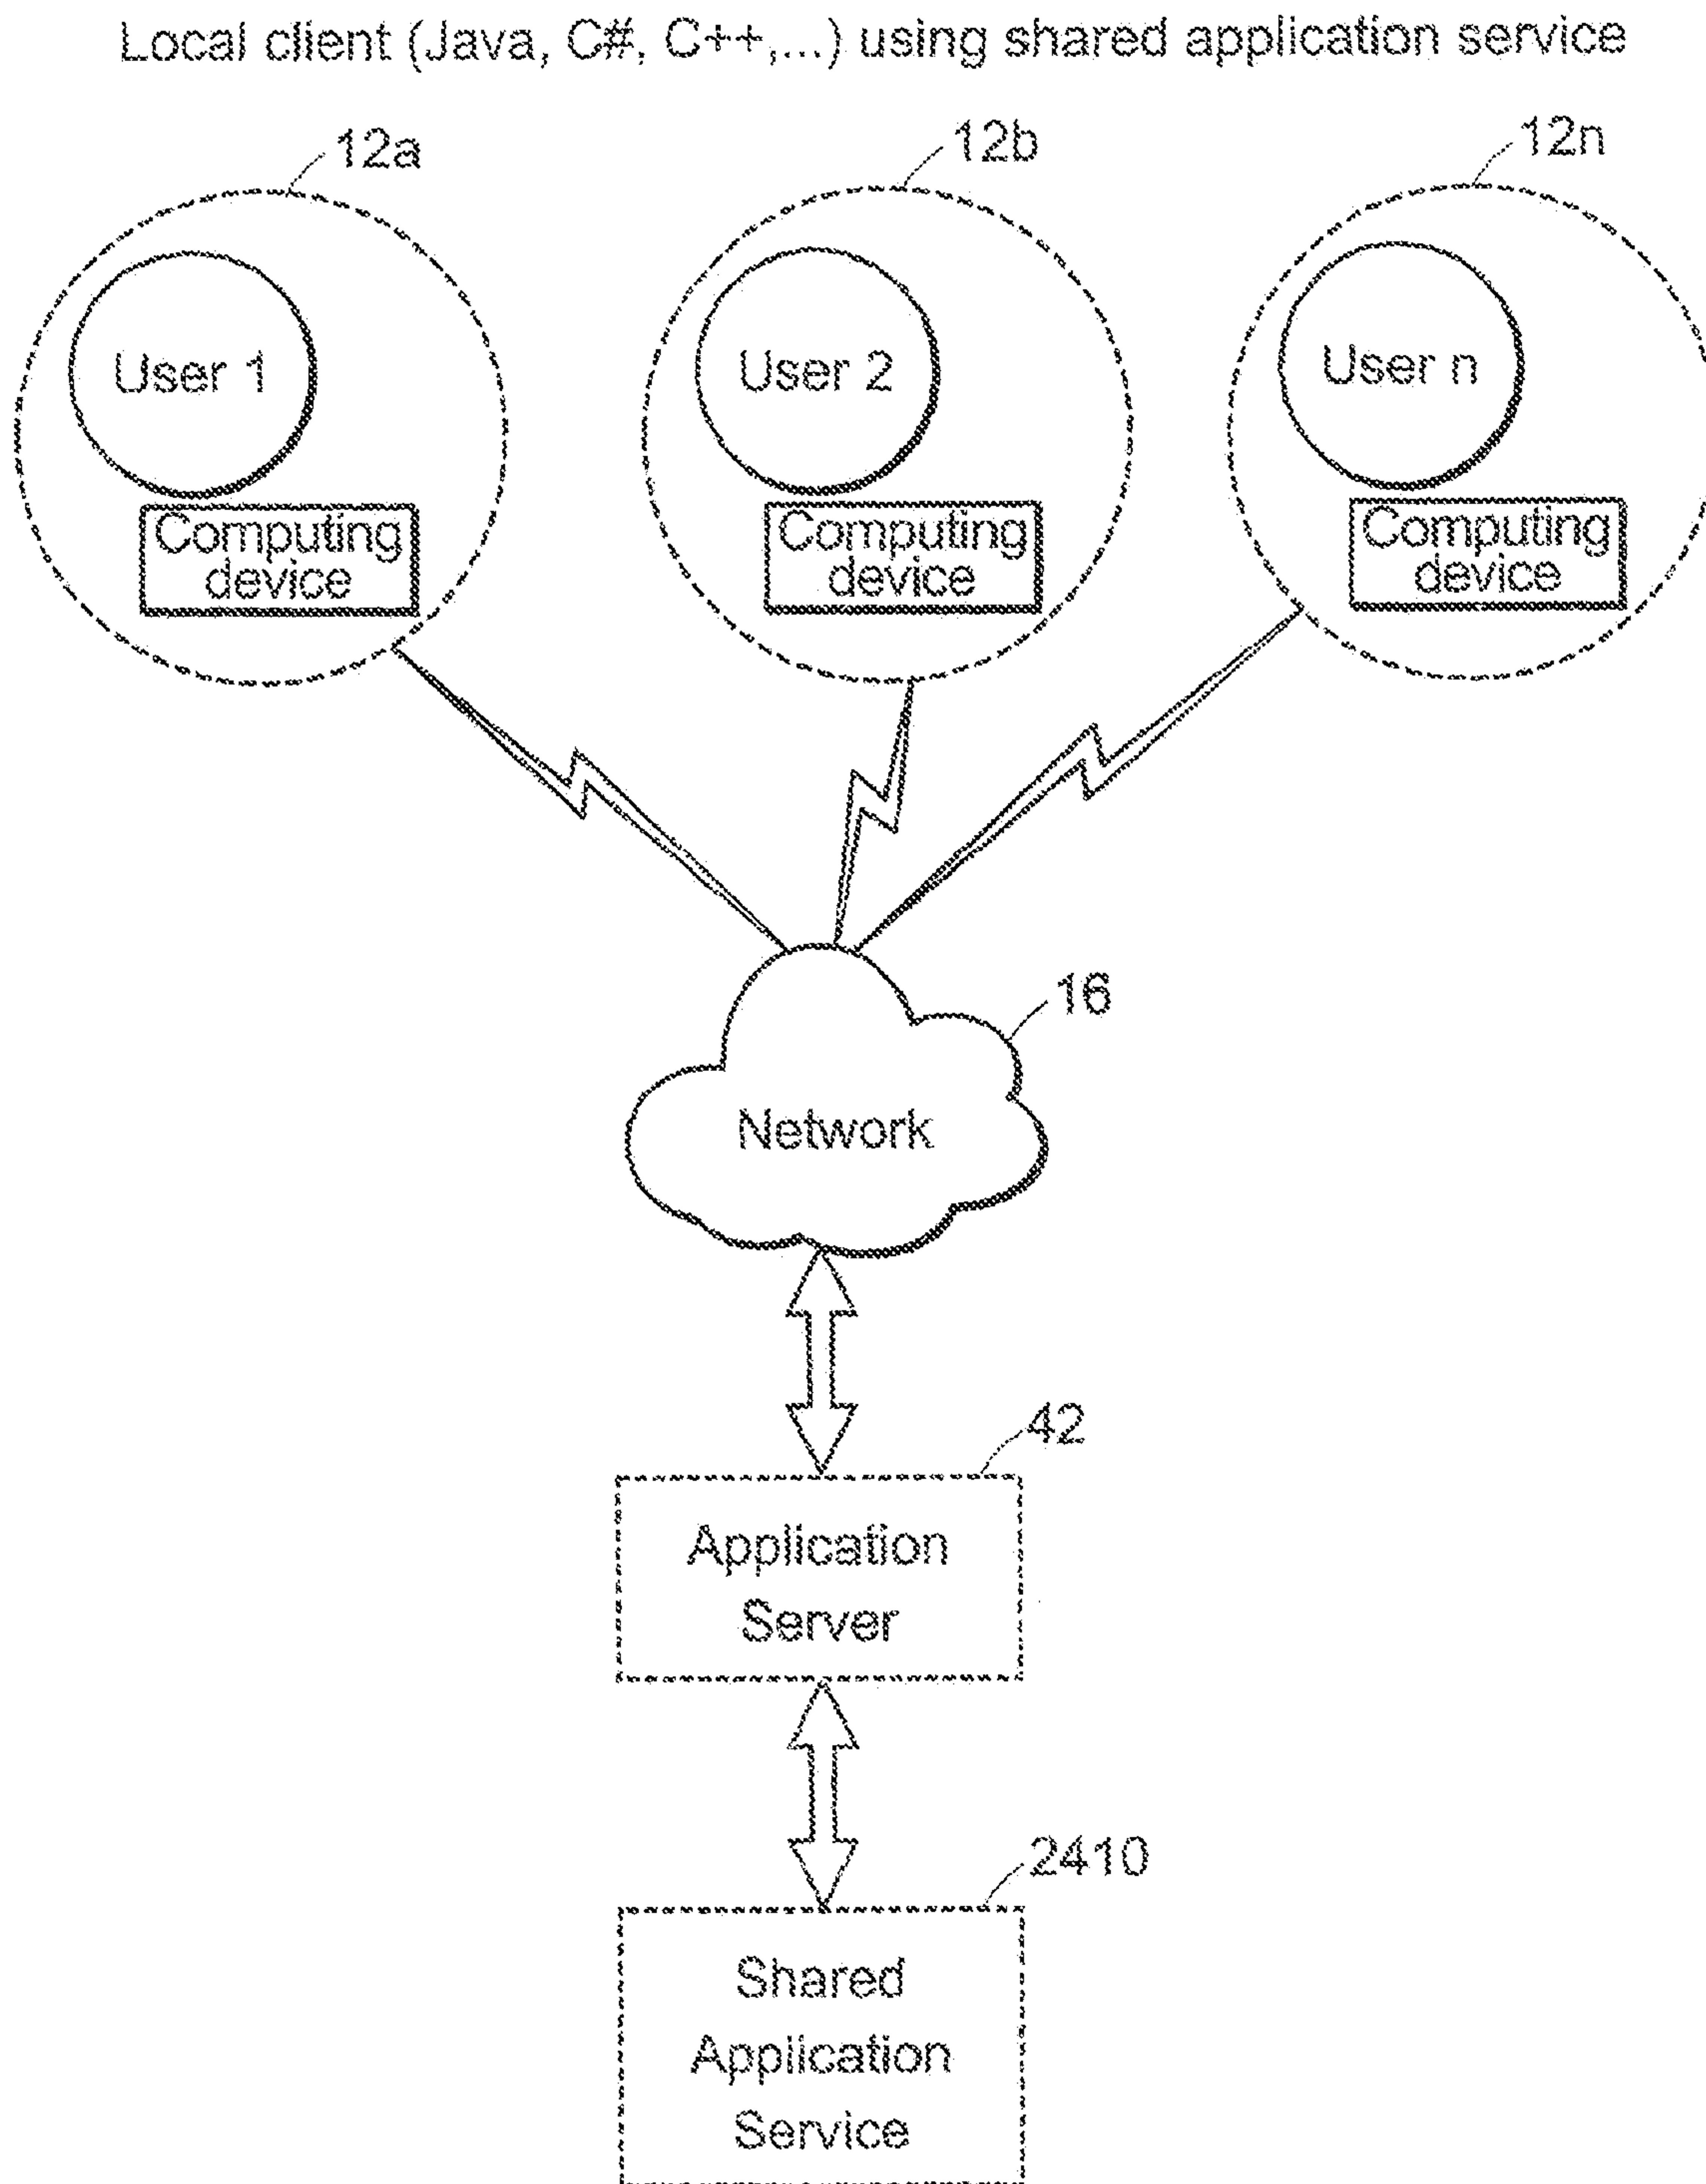 Local client (Java, C#, C++,...) using shared application service
12a
12b
12n
User 1
User 2
User n
Computing
device
Computing
device
Computing
device
16
Network
42
Application
Server
2410
Shared
Application
Service